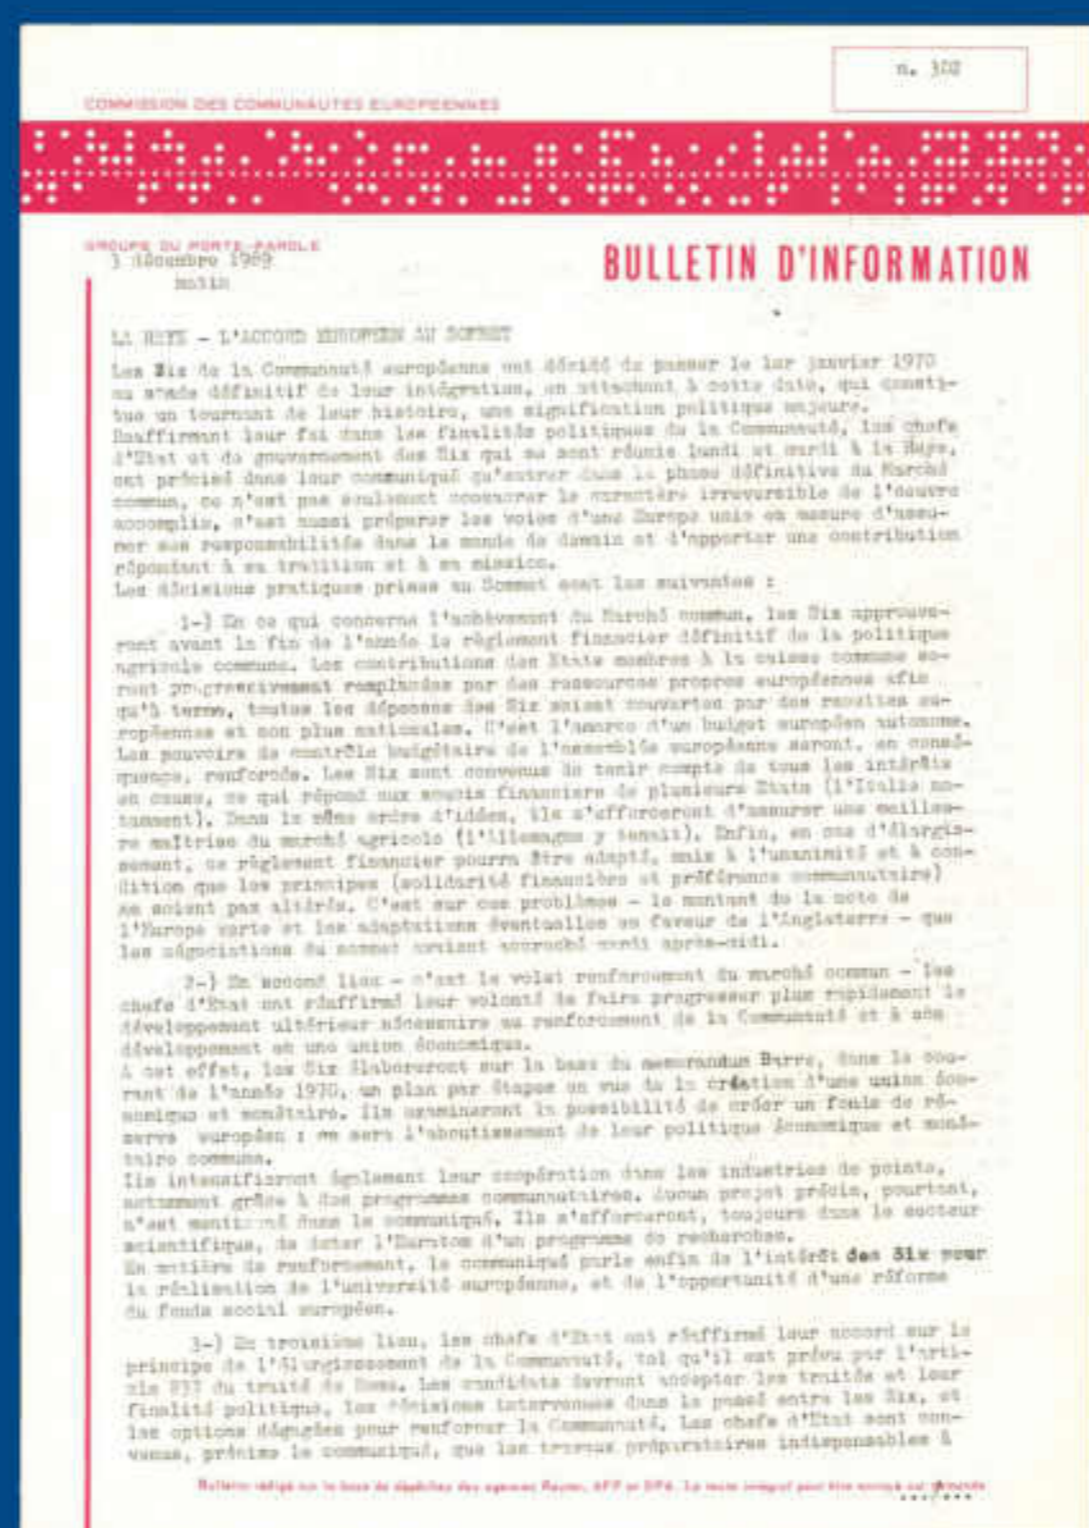 n. 302
COMMISSION DES COMMUNAUTES EUROPEENNES
GROUPE DU PORTE-PAROLE
3 décembre 1969
matin
BULLETIN D'INFORMATION
LA HAYE - L'ACCORD EUROPEEN AU SOMMET
Les Six de la Communauté européenne ont décidé de passer le 1er janvier 1970
au stade définitif de leur intégration, en attachant à cette date, qui consti-
tue un tournant de leur histoire, une signification politique majeure.
Réaffirmant leur foi dans les finalités politiques de la Communauté, les chefs
d'Etat et de gouvernement des Six qui se sont réunis lundi et mardi à la Haye,
ont précisé dans leur communiqué qu'entrer dans la phase définitive du Marché
commun, ce n'est pas seulement consacrer le caractère irreversible de l'oeuvre
accomplie, c'est aussi préparer les voies d'une Europe unie en mesure d'assu-
mer ses responsabilités dans le monde de demain et d'apporter une contribution
répondant à sa tradition et à sa mission.
Les décisions pratiques prises au Sommet sont les suivantes :
1-) En ce qui concerne l'achèvement du Marché commun, les Six approuve-
ront avant la fin de l'année le règlement financier définitif de la politique
agricole commune. Les contributions des Etats membres à la caisse commune se-
ront progressivement remplacées par des ressources propres européennes afin
qu'à terme, toutes les dépenses des Six soient couvertes par des recettes eu-
ropéennes et non plus nationales. C'est l'amorce d'un budget européen autonome.
Les pouvoirs de contrôle budgétaire de l'assemblée européenne seront, en consé-
quence, renforcés. Les Six sont convenus de tenir compte de tous les intérêts
en cause, ce qui répond aux soucis financiers de plusieurs Etats (l'Italie no-
tamment). Dans le même ordre d'idées, ils s'efforceront d'assurer une meilleu-
re maîtrise du marché agricole (l'Allemagne y tenait). Enfin, en cas d'élargis-
sement, ce règlement financier pourra être adapté, mais à l'unanimité et à con-
dition que les principes (solidarité financière et préférence communautaire)
ne soient pas altérés. C'est sur ces problèmes - le montant de la note de
l'Europe verte et les adaptations éventuelles en faveur de l'Angleterre - que
les négociations du sommet avaient accroché mardi après-midi.
2-) En second lieu - c'est le volet renforcement du marché commun - les
chefs d'Etat ont réaffirmé leur volonté de faire progresser plus rapidement le
développement ultérieur nécessaire au renforcement de la Communauté et à son
développement en une union économique.
A cet effet, les Six élaboreront sur la base du memorandum Barre, dans le cou-
rant de l'année 1970, un plan par étapes en vue de la création d'une union éco-
nomique et monétaire. Ils examineront la possibilité de créer un fonds de ré-
serve européen : ce sera l'aboutissement de leur politique économique et moné-
taire commune.
Ils intensifieront également leur coopération dans les industries de pointe,
notamment grâce à des programmes communautaires. Aucun projet précis, pourtant,
n'est mentionné dans le communiqué. Ils s'efforceront, toujours dans le secteur
scientifique, de doter l'Euratom d'un programme de recherches.
En matière de renforcement, le communiqué parle enfin de l'intérêt des Six pour
la réalisation de l'université européenne, et de l'opportunité d'une réforme
du fonds social européen.
3-) En troisième lieu, les chefs d'Etat ont réaffirmé leur accord sur le
principe de l'élargissement de la Communauté, tel qu'il est prévu par l'arti-
cle 237 du traité de Rome. Les candidats devront accepter les traités et leur
finalité politique, les décisions intervenues dans le passé entre les Six, et
les options dégagées pour renforcer la Communauté. Les chefs d'Etat sont con-
venus, précise le communiqué, que les travaux préparatoires indispensables à
Bulletin rédigé sur la base de dépêches des agences Reuter, AFP et DPA. Le texte integral peut être envoyé sur demande
.../...